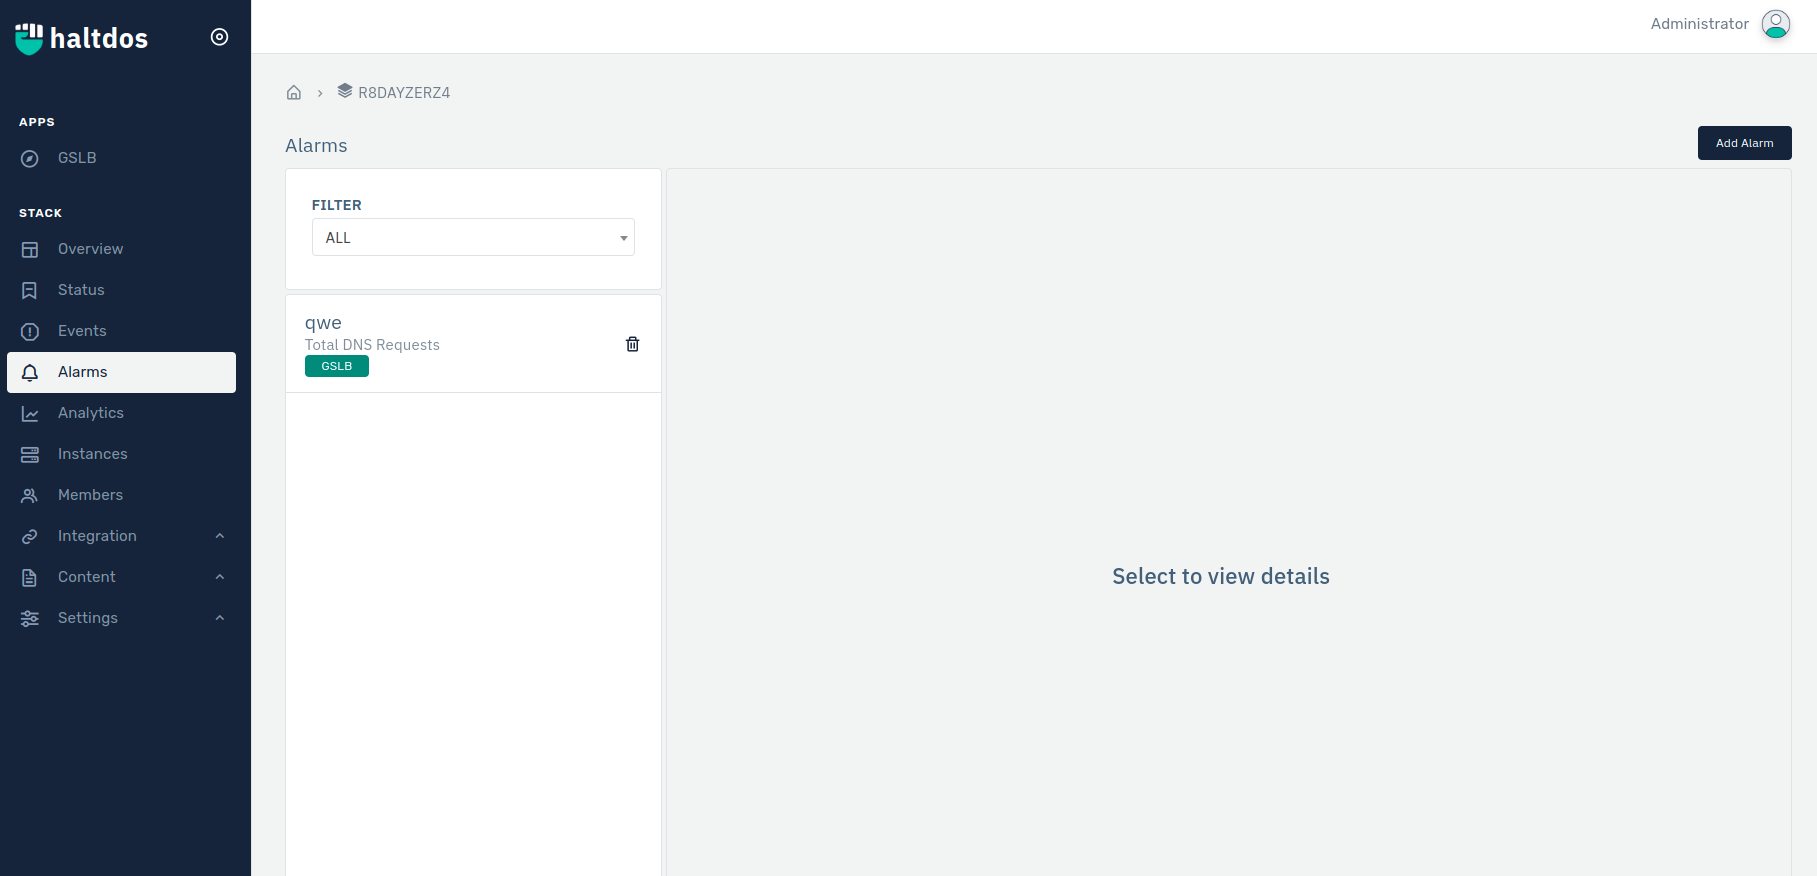 haltdos
Administrator
R8DAYZERZ4
APPS
GSLB
STACK
Overview
Status
Events
Alarms
Analytics
Instances
Members
Integration
Content
Settings
Alarms
Add Alarm
FILTER
ALL
qwe
Total DNS Requests
GSLB
Select to view details